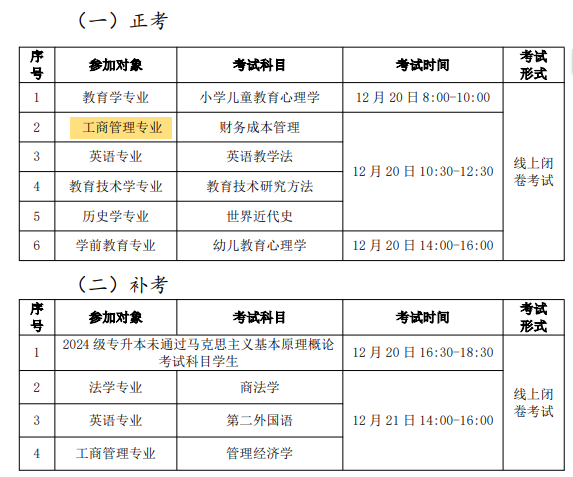 （一）正考
序号 参加对象 考试科目 考试时间 考试形式
1 教育学专业 小学儿童教育心理学 12 月 20 日 8:00-10:00
2 工商管理专业 财务成本管理
3 英语专业 英语教学法
4 教育技术学专业 教育技术研究方法
5 历史学专业 世界近代史
12 月 20 日 10:30-12:30
6 学前教育专业 幼儿教育心理学 12 月 20 日 14:00-16:00
线上闭
卷考试
（二）补考
序号 参加对象 考试科目 考试时间 考试形式
1 2024 级专升本未通过马克思主义基本原理概论
考试科目学生
12 月 20 日 16:30-18:30
2 法学专业 商法学
3 英语专业 第二外国语
4 工商管理专业 管理经济学
12 月 21 日 14:00-16:00
线上闭
卷考试